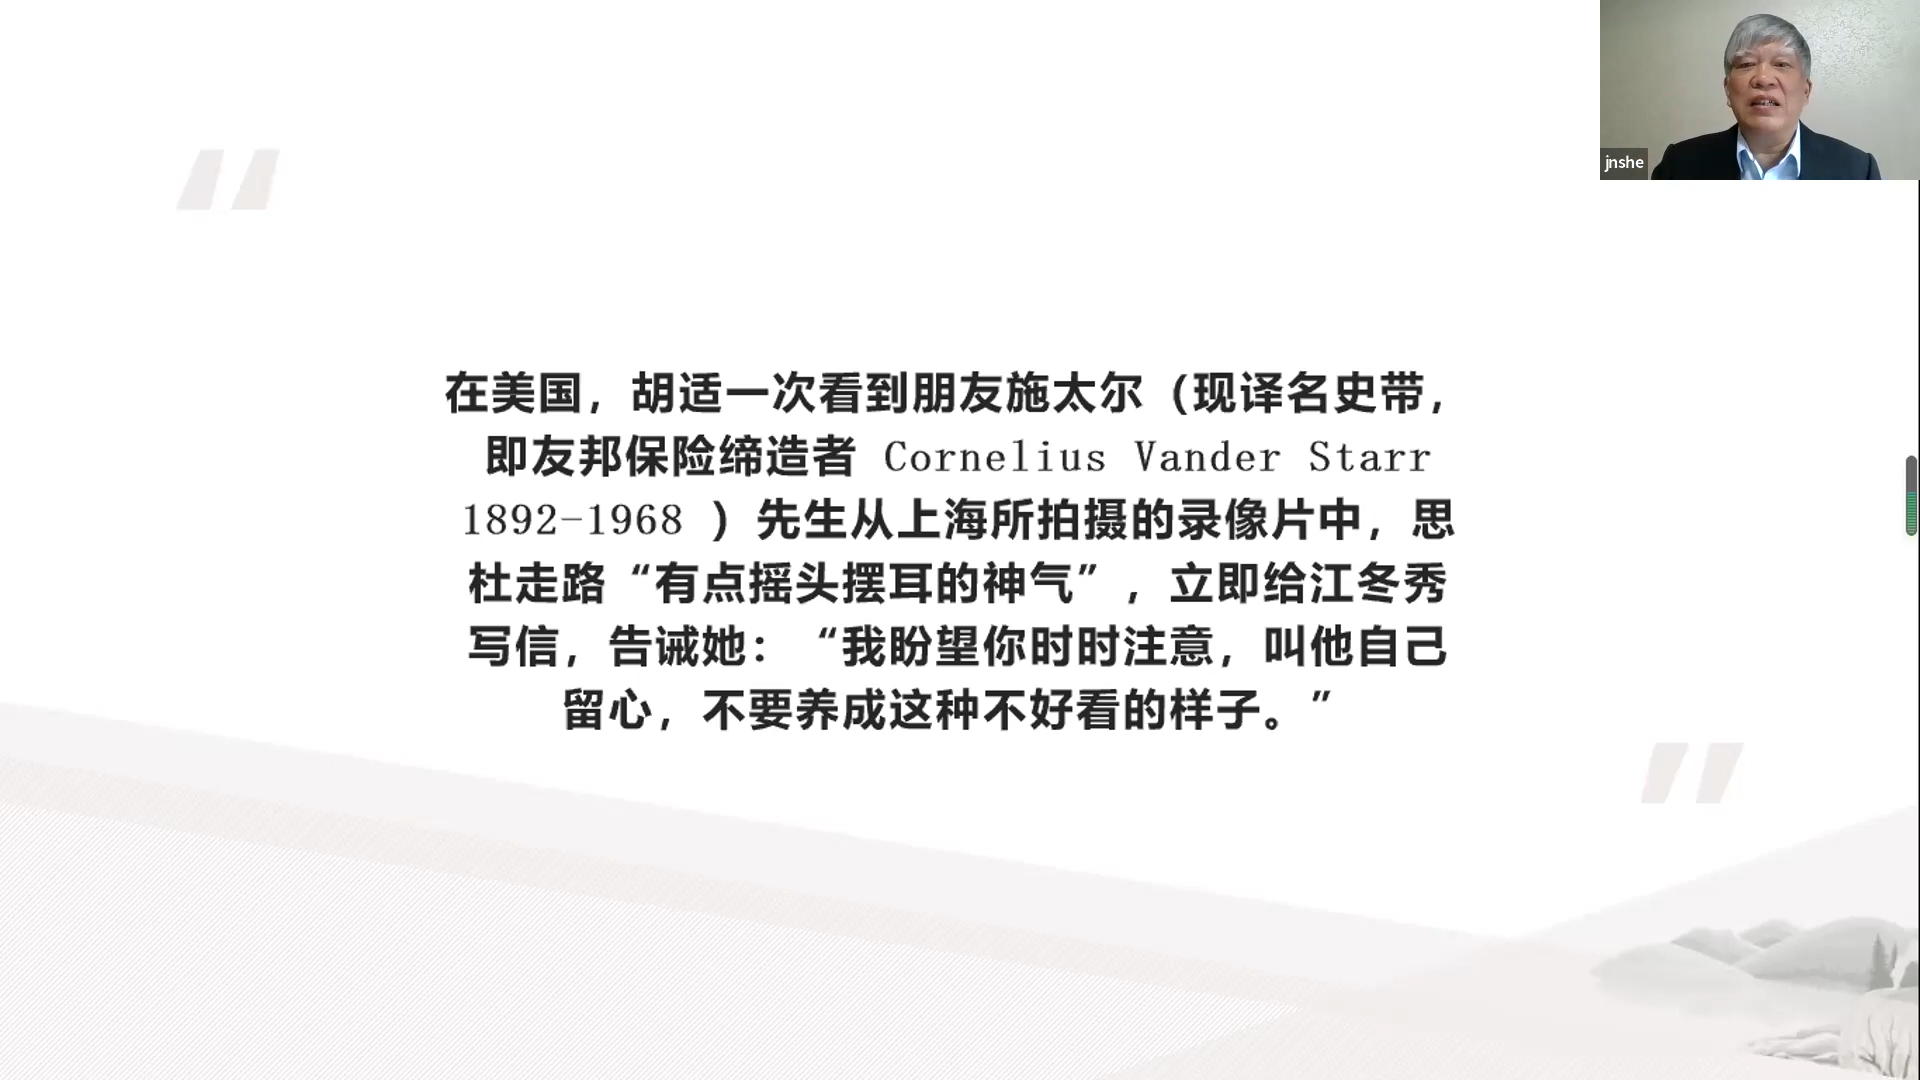 jnshe
在美国，胡适一次看到朋友施太尔（现译名史带，
即友邦保险缔造者 Cornelius Vander Starr
1892-1968 ）先生从上海所拍摄的录像片中，思
杜走路“有点摇头摆耳的神气”，立即给江冬秀
写信，告诫她：“我盼望你时时注意，叫他自己
留心，不要养成这种不好看的样子。”